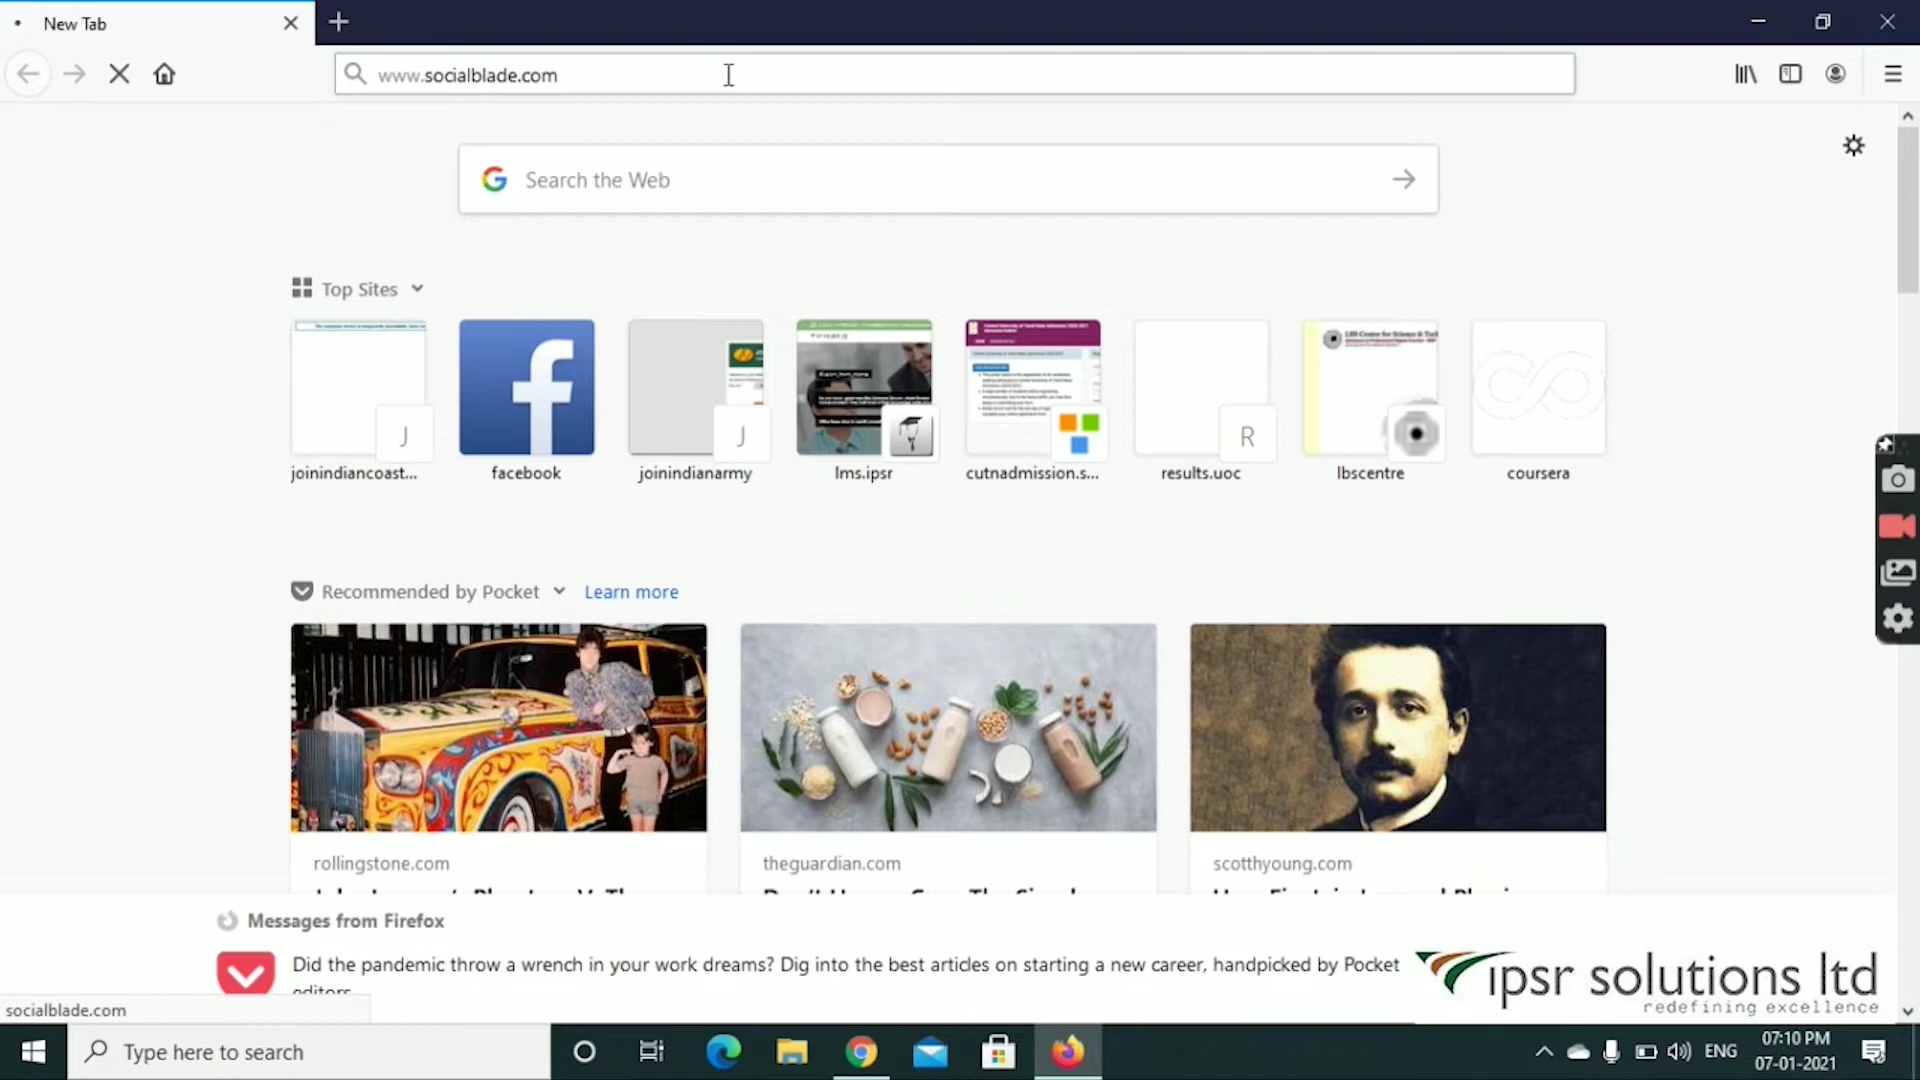 New Tab
www.socialblade.com
Search the Web
Top Sites
J
J
R
joinindiancoast...
facebook
joinindianarmy
lms.ipsr
cutnadmission.s...
results.uoc
lbscentre
coursera
Recommended by Pocket
Learn more
rollingstone.com
theguardian.com
scotthyoung.com
Messages from Firefox
Did the pandemic throw a wrench in your work dreams? Dig into the best articles on starting a new career, handpicked by Pocket
editors
ipsr solutions ltd
redefining excellence
socialblade.com
Type here to search
ENG
07:10 PM
07-01-2021